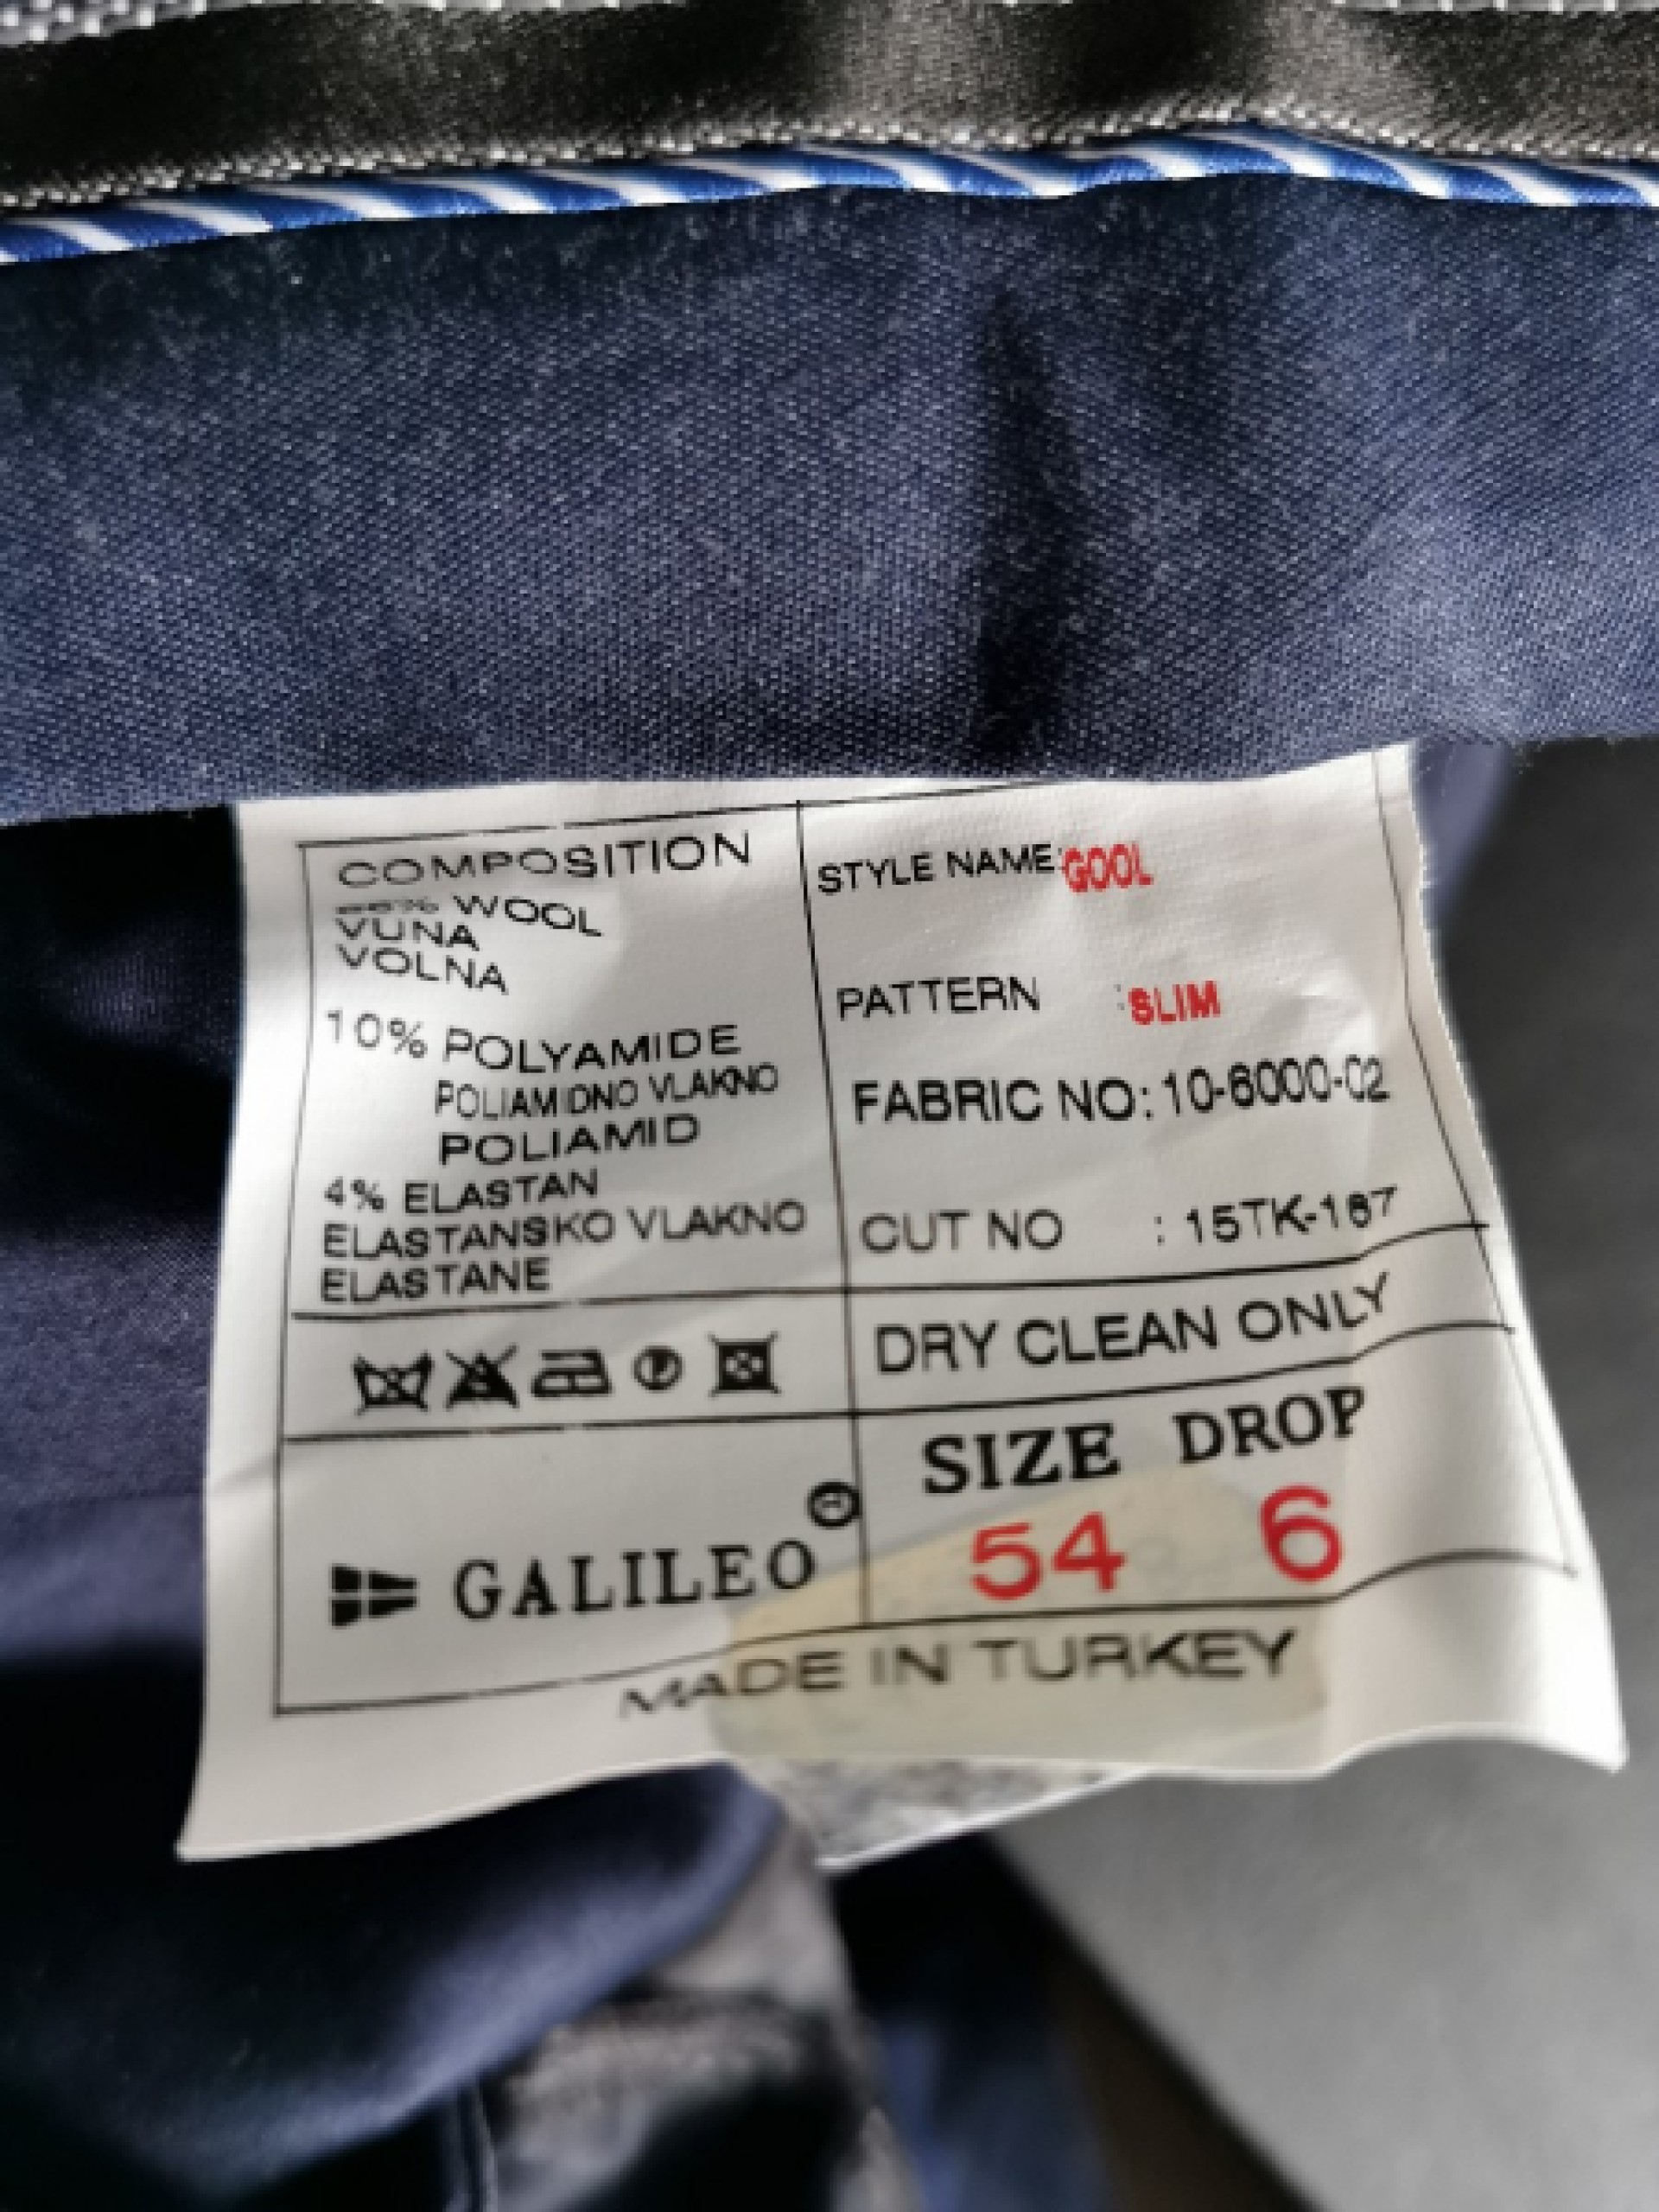 COMPOSITION
WOOL
VUNA
VOLNA
10% POLYAMIDE
POLIAMIDNO VLAKNO
POLIAMID
4% ELASTAN
ELASTANSKO VLAKNO
ELASTANE
STYLE NAME:GOOL
PATTERN :SLIM
FABRIC NO: 10-6000-02
CUT NO : 15TK-167
DRY CLEAN ONLY
GALILEO
SIZE DROP
54 6
MADE IN TURKEY